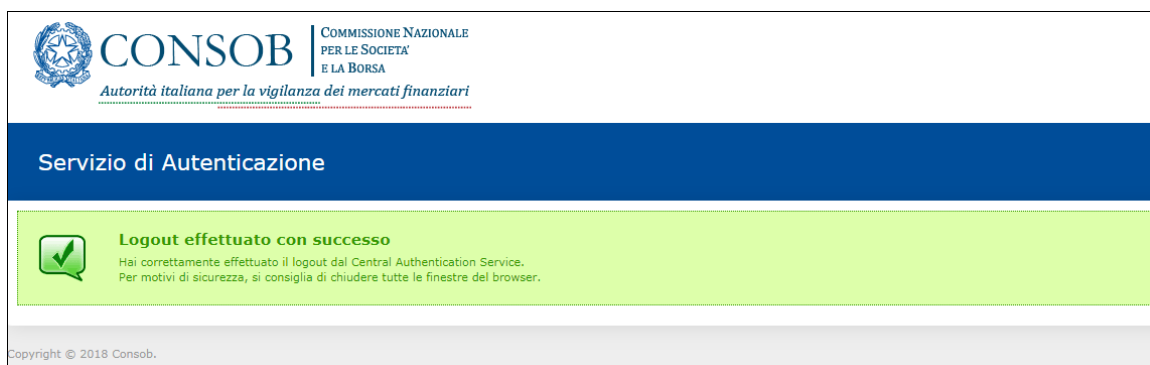 CONSOB
COMMISSIONE NAZIONALE
PER LE SOCIETA'
E LA BORSA
Autorità italiana per la vigilanza dei mercati finanziari
Servizio di Autenticazione
Logout effettuato con successo
Hai correttamente effettuato il logout dal Central Authentication Service.
Per motivi di sicurezza, si consiglia di chiudere tutte le finestre del browser.
Copyright © 2018 Consob.